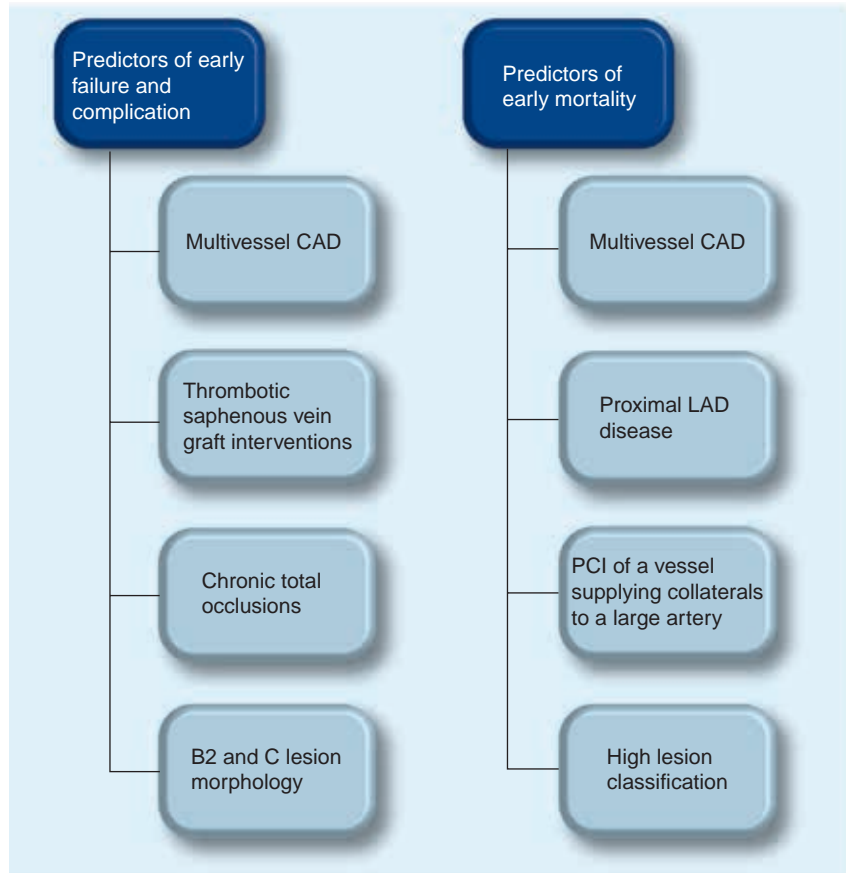 Predictors of early
failure and
complication
Multivessel CAD
Thrombotic
saphenous vein
graft interventions
Chronic total
occlusions
B2 and C lesion
morphology
Predictors of
early mortality
Multivessel CAD
Proximal LAD
disease
PCI of a vessel
supplying collaterals
to a large artery
High lesion
classification